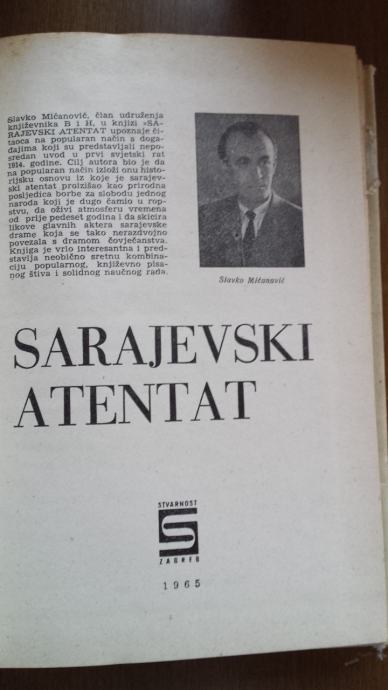 Slavko Mićanović, član udruženja
književnika B i H, u knjizi »SA-
RAJEVSKI ATENTAT upoznaje či-
taoca na popularan način s doga-
đajima koji su predstavljali nepo-
sredan uvod u prvi svjetski rat
1914. godine. Cilj autora bio je da
na popularan način izloži onu histo-
rijsku osnovu iz koje je sarajev-
ski atentat proizišao kao prirodna
posljedica borbe za slobodu jednog
naroda koji je dugo čamio u rop-
stvu, da oživi atmosferu vremena
od prije pedeset godina i da skicira
likove glavnih aktera sarajevske
drame koja se tako nerazdvojno
povezala s dramom čovječanstva.
Knjiga je vrlo interesantna i pred-
stavlja neobično sretnu kombina-
ciju popularnog, književno pisa-
nog štiva i solidnog naučnog rada.
Slavko Mićanović
SARAJEVSKI
ATENTAT
STVARNOST
ZAGREB
1965